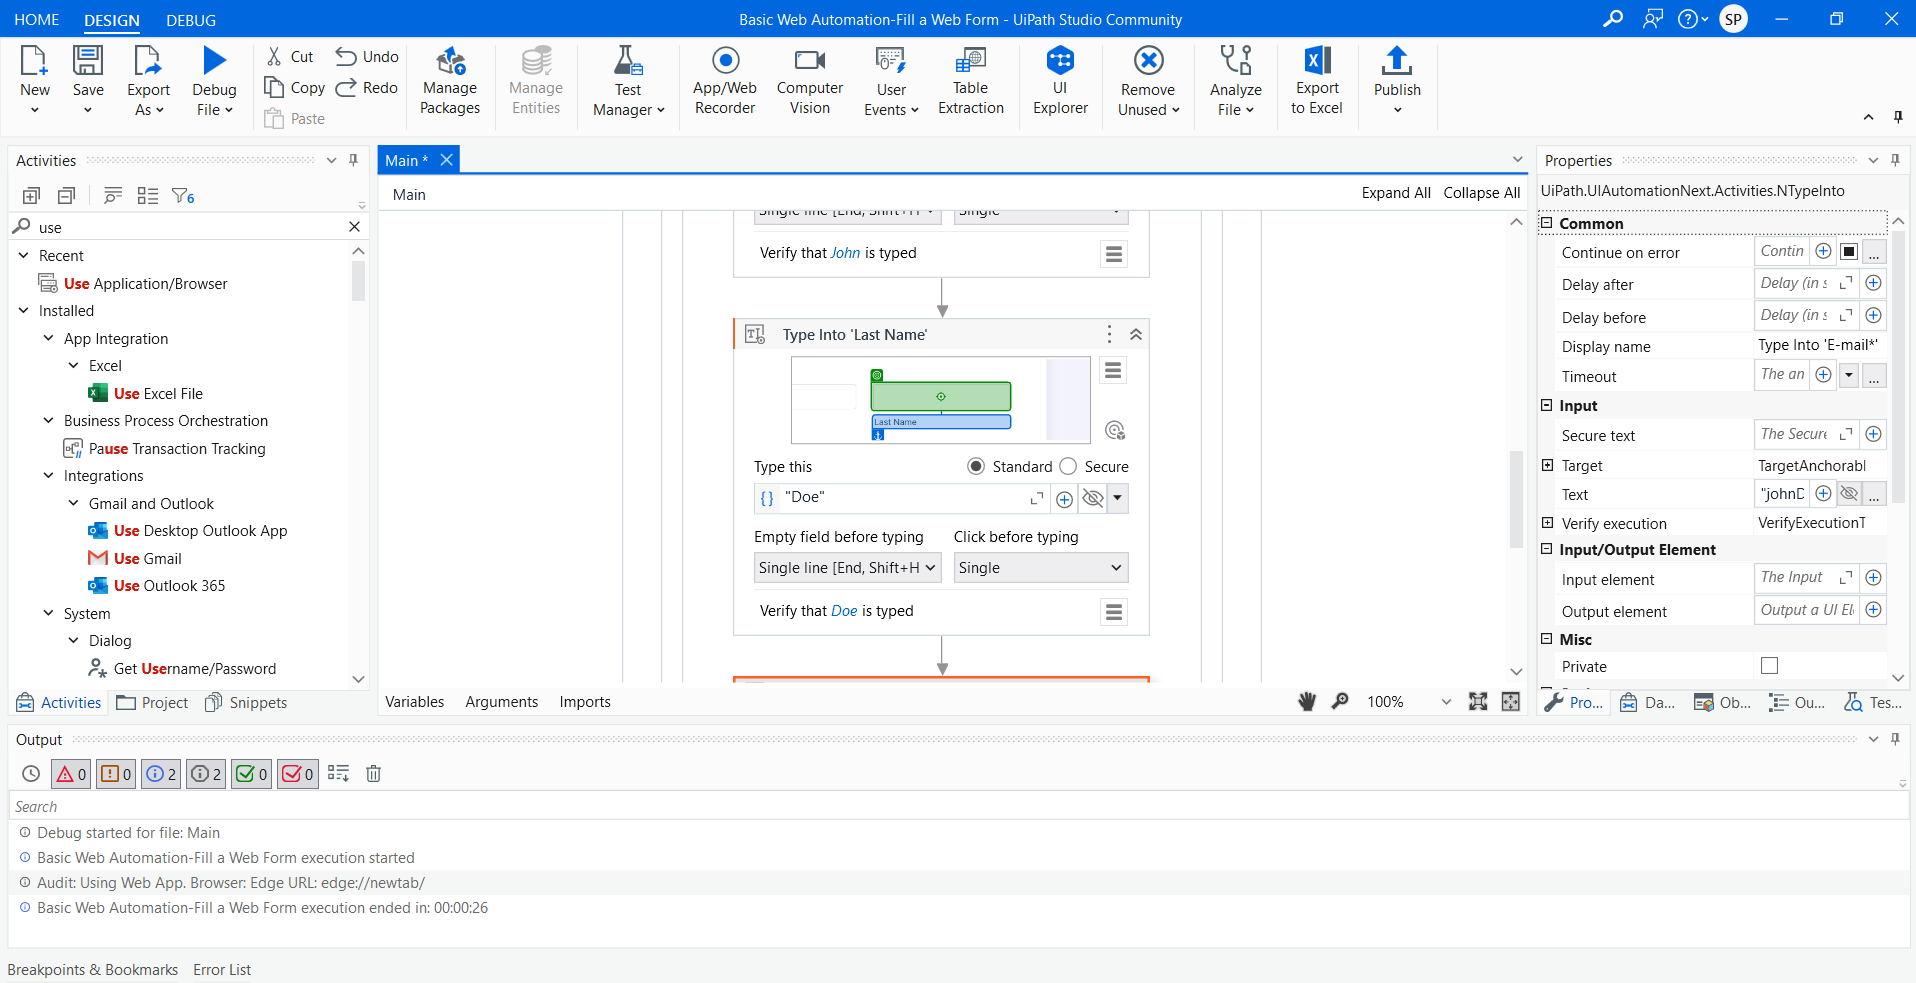 HOME DESIGN DEBUG
Basic Web Automation-Fill a Web Form - UiPath Studio Community
SP
New
Save
Export As
Debug File
Cut
Copy
Paste
Undo
Redo
Manage Packages
Manage Entities
Test Manager
App/Web Recorder
Computer Vision
User Events
Table Extraction
UI Explorer
Remove Unused
Analyze File
Export to Excel
Publish
Activities
6
use
Recent
Use Application/Browser
Installed
App Integration
Excel
Use Excel File
Business Process Orchestration
Pause Transaction Tracking
Integrations
Gmail and Outlook
Use Desktop Outlook App
Use Gmail
Use Outlook 365
System
Dialog
Get Username/Password
Activities Project Snippets
Main *
Main
Expand All Collapse All
Single line [End, Shift+H Single
Verify that John is typed
Type Into 'Last Name'
Last Name
Type this Standard Secure
"Doe"
Empty field before typing Click before typing
Single line [End, Shift+H Single
Verify that Doe is typed
Variables Arguments Imports
100%
Properties
UiPath.UIAutomationNext.Activities.NTypeInto
Common
Continue on error Contin ...
Delay after Delay (in s
Delay before Delay (in s
Display name Type Into 'E-mail*'
Timeout The an ...
Input
Secure text The Secure
Target TargetAnchorabl
Text "johnD ...
Verify execution VerifyExecutionT
Input/Output Element
Input element The Input
Output element Output a UI El
Misc
Private
Pro... Da... Ob... Ou... Tes...
Output
0 0 2 2 0 0
Search
Debug started for file: Main
Basic Web Automation-Fill a Web Form execution started
Audit: Using Web App. Browser: Edge URL: edge://newtab/
Basic Web Automation-Fill a Web Form execution ended in: 00:00:26
Breakpoints & Bookmarks Error List